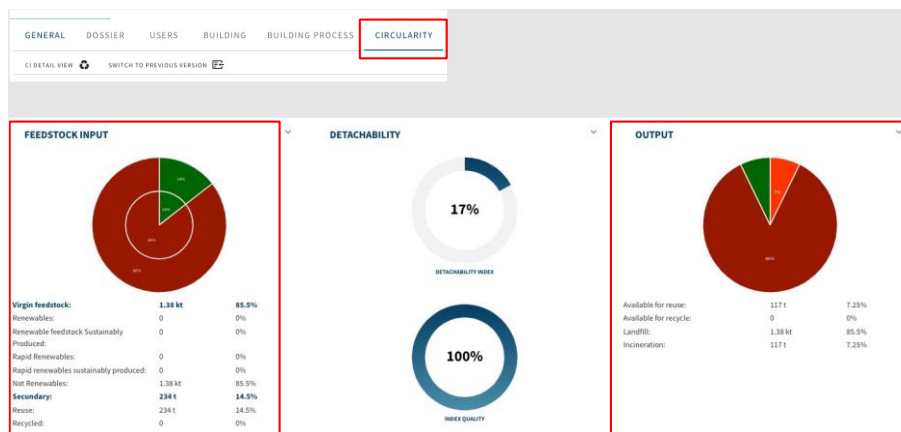 GENERAL DOSSIER USERS BUILDING BUILDING PROCESS CIRCULARITY
CI DETAIL VIEW SWITCH TO PREVIOUS VERSION
FEEDSTOCK INPUT
Virgin feedstock: 1.38 kt 85.5%
Renewables: 0 0%
Renewable feedstock Sustainably 0 0%
Produced:
Rapid Renewables: 0 0%
Rapid renewables sustainably produced: 0 0%
Not Renewables: 1.38 kt 85.5%
Secundary: 234 t 14.5%
Reuse: 234 t 14.5%
Recycled: 0 0%
DETACHABILITY
17%
DETACHABILITY INDEX
100%
INDEX QUALITY
OUTPUT
7%
Available for reuse: 117 t 7.25%
Available for recycle: 0 0%
Landfill: 1.38 kt 85.5%
Incineration: 117 t 7.25%